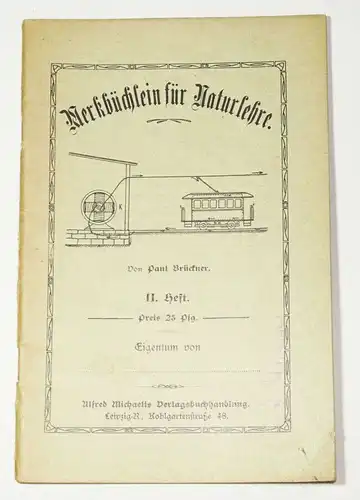 Merkbüchlein für Naturlehre.
K
Von Paul Brückner.
II. Heft.
Preis 25 Pfg.
Eigentum von
Alfred Michaelis Verlagsbuchhandlung.
Leipzig-R., Kohlgartenstraße 48.